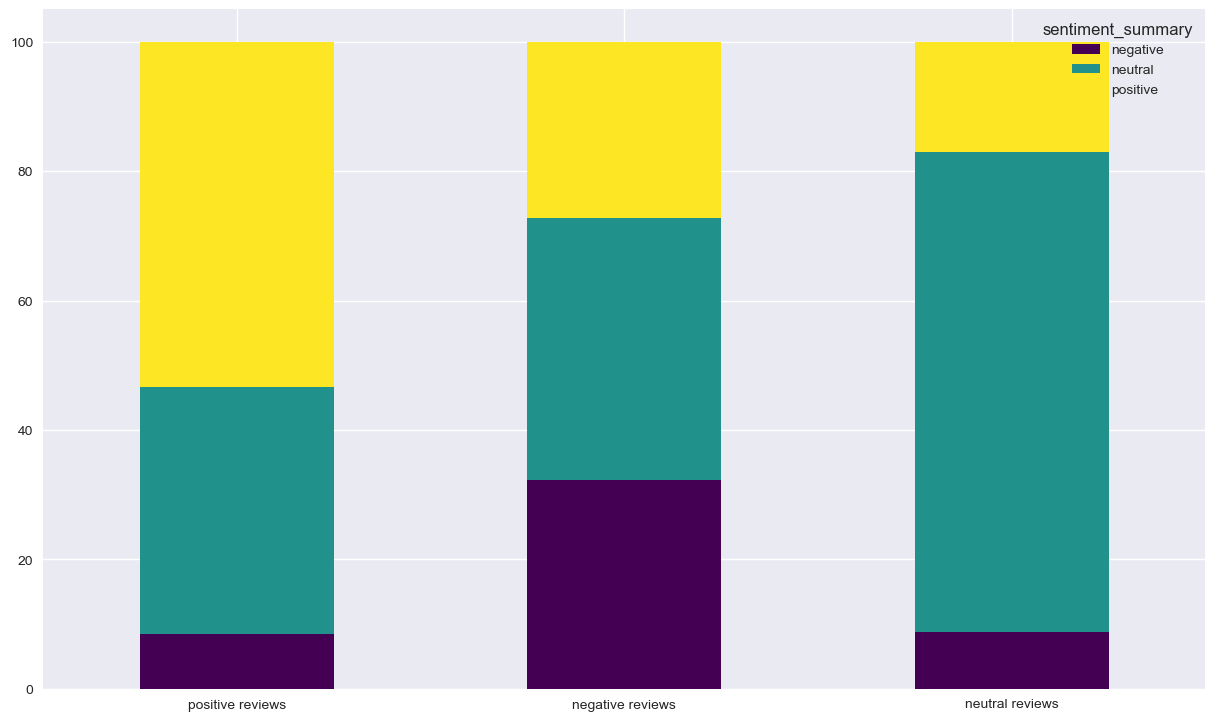 sentiment_summary
negative
neutral
positive
100
80
60
40
20
0
positive reviews
negative reviews
neutral reviews